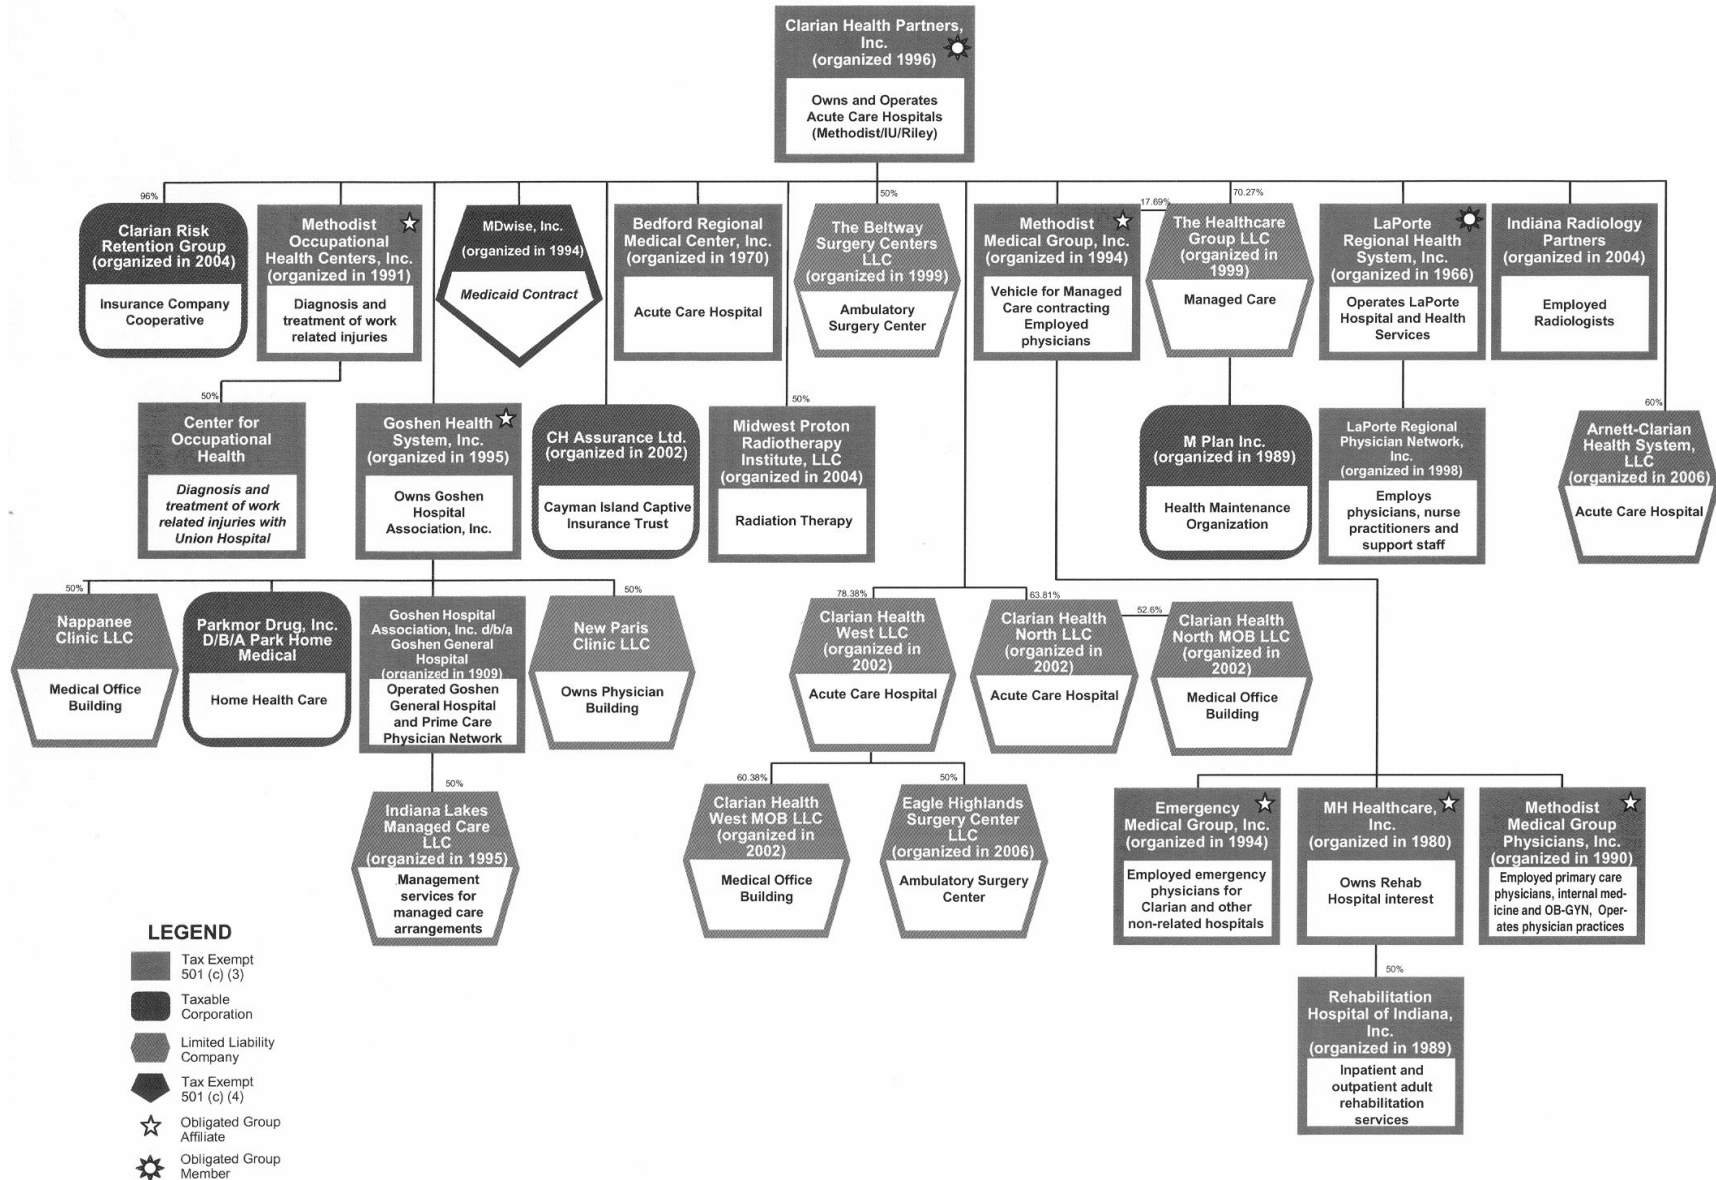 Clarian Health Partners,
Inc.
(organized 1996)
Owns and Operates
Acute Care Hospitals
(Methodist/IU/Riley)
96%
Clarian Risk
Retention Group
(organized in 2004)
Insurance Company
Cooperative
Methodist
Occupational
Health Centers, Inc.
(organized in 1991)
Diagnosis and
treatment of work
related injuries
MDwise, Inc.
(organized in 1994)
Medicaid Contract
Bedford Regional
Medical Center, Inc.
(organized in 1970)
Acute Care Hospital
50%
The Beltway
Surgery Centers
LLC
(organized in 1999)
Ambulatory
Surgery Center
Methodist
Medical Group, Inc.
(organized in 1994)
Vehicle for Managed
Care contracting
Employed
physicians
17.69%
70.27%
The Healthcare
Group LLC
(organized in
1999)
Managed Care
LaPorte
Regional Health
System, Inc.
(organized in 1966)
Operates LaPorte
Hospital and Health
Services
Indiana Radiology
Partners
(organized in 2004)
Employed
Radiologists
50%
Center for
Occupational
Health
Diagnosis and
treatment of work
related injuries with
Union Hospital
Goshen Health
System, Inc.
(organized in 1995)
Owns Goshen
Hospital
Association, Inc.
CH Assurance Ltd.
(organized in 2002)
Cayman Island Captive
Insurance Trust
50%
Midwest Proton
Radiotherapy
Institute, LLC
(organized in 2004)
Radiation Therapy
M Plan Inc.
(organized in 1989)
Health Maintenance
Organization
LaPorte Regional
Physician Network,
Inc.
(organized in 1998)
Employs
physicians, nurse
practitioners and
support staff
60%
Arnett-Clarian
Health System,
LLC
(organized in 2006)
Acute Care Hospital
50%
Nappanee
Clinic LLC
Medical Office
Building
Parkmor Drug, Inc.
D/B/A Park Home
Medical
Home Health Care
Goshen Hospital
Association, Inc. d/b/a
Goshen General
Hospital
(organized in 1909)
Operated Goshen
General Hospital
and Prime Care
Physician Network
50%
New Paris
Clinic LLC
Owns Physician
Building
78.38%
Clarian Health
West LLC
(organized in
2002)
Acute Care Hospital
63.81%
Clarian Health
North LLC
(organized in
2002)
Acute Care Hospital
52.6%
Clarian Health
North MOB LLC
(organized in
2002)
Medical Office
Building
50%
Indiana Lakes
Managed Care
LLC
(organized in 1995)
Management
services for
managed care
arrangements
60.38%
Clarian Health
West MOB LLC
(organized in
2002)
Medical Office
Building
50%
Eagle Highlands
Surgery Center
LLC
(organized in 2006)
Ambulatory Surgery
Center
Emergency
Medical Group, Inc.
(organized in 1994)
Employed emergency
physicians for
Clarian and other
non-related hospitals
MH Healthcare,
Inc.
(organized in 1980)
Owns Rehab
Hospital interest
Methodist
Medical Group
Physicians, Inc.
(organized in 1990)
Employed primary care
physicians, internal med-
icine and OB-GYN, Oper-
ates physician practices
50%
Rehabilitation
Hospital of Indiana,
Inc.
(organized in 1989)
Inpatient and
outpatient adult
rehabilitation
services
LEGEND
Tax Exempt
501 (c) (3)
Taxable
Corporation
Limited Liability
Company
Tax Exempt
501 (c) (4)
Obligated Group
Affiliate
Obligated Group
Member